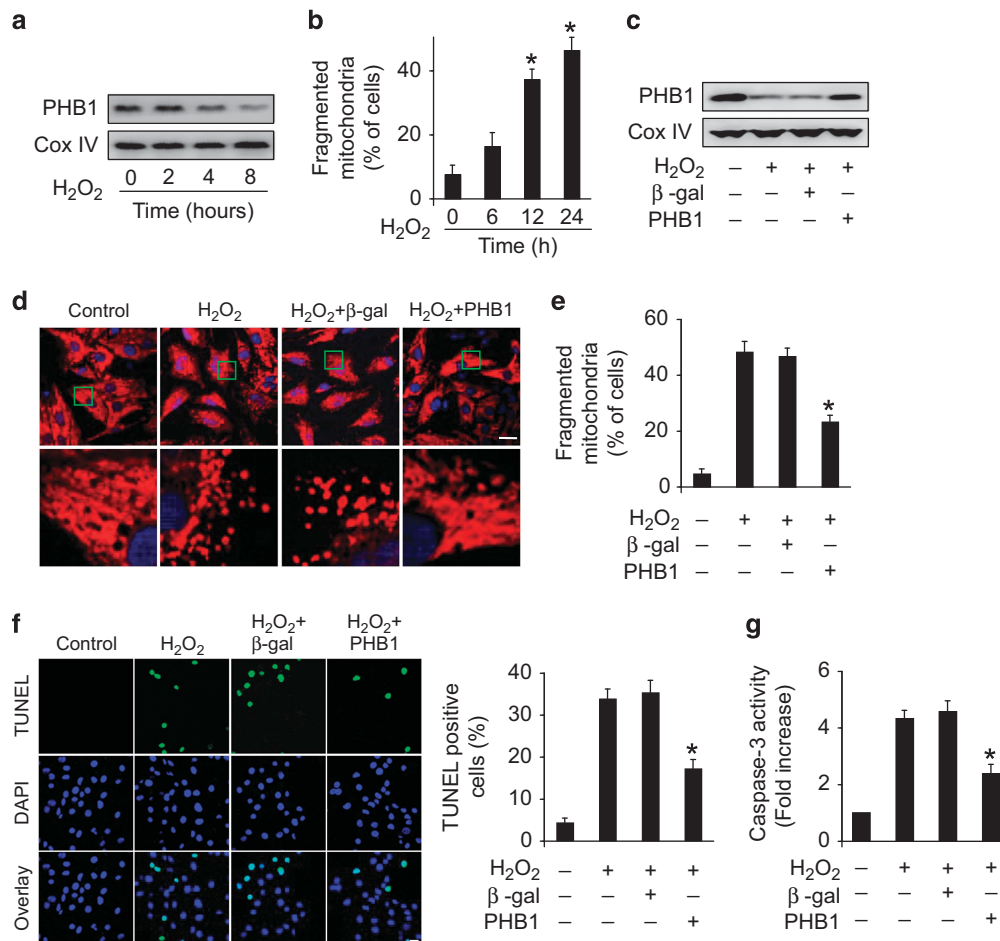 a
PHB1
Cox IV
H₂O₂ 0 2 4 8
Time (hours)
b
Fragmented
mitochondria
(% of cells)
40
20
0
H₂O₂ 0 6 12 24
Time (h)
*
*
c
PHB1
Cox IV
H₂O₂ – + + +
β -gal – – + –
PHB1 – – – +
d
Control H₂O₂ H₂O₂+β-gal H₂O₂+PHB1
e
Fragmented
mitochondria
(% of cells)
60
40
20
0
*
H₂O₂ – + + +
β -gal – – + –
PHB1 – – – +
f
Control H₂O₂ H₂O₂+ β-gal H₂O₂+ PHB1
TUNEL
DAPI
Overlay
TUNEL positive
cells (%)
40
30
20
10
0
*
H₂O₂ – + + +
β -gal – – + –
PHB1 – – – +
g
Caspase-3 activity
(Fold increase)
6
4
2
0
*
H₂O₂ – + + +
β -gal – – + –
PHB1 – – – +